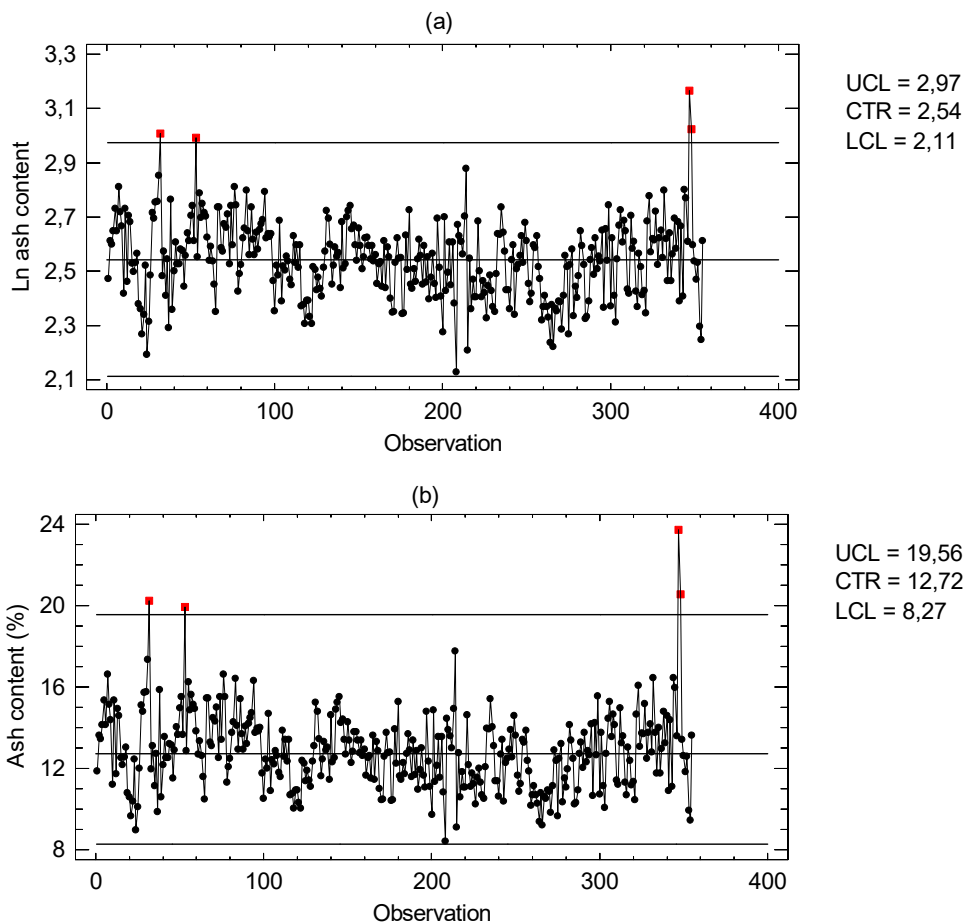 (a)
3,3
3,1
2,9
2,7
2,5
2,3
2,1
Ln ash content
0
100
200
300
400
Observation
UCL = 2,97
CTR = 2,54
LCL = 2,11
(b)
24
20
16
12
8
Ash content (%)
0
100
200
300
400
Observation
UCL = 19,56
CTR = 12,72
LCL = 8,27